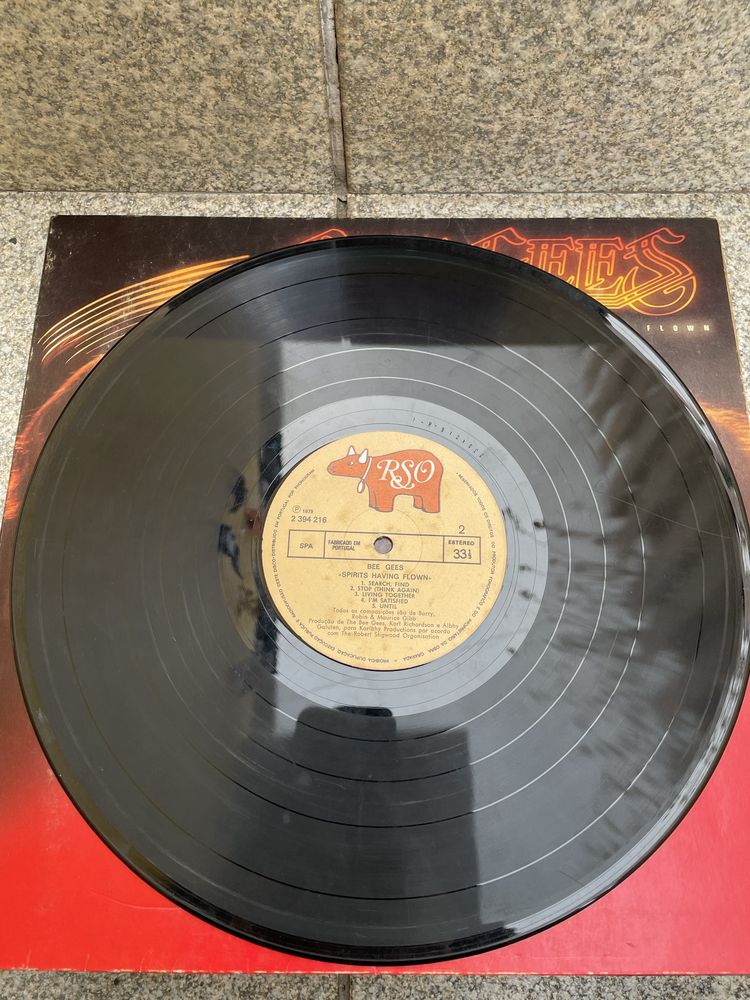 EES
FLOWN
RSO
℗ 1979
2 394 216
2
SPA
FABRICADO EM
PORTUGAL
ESTÉREO
33⅓
BEE GEES
«SPIRITS HAVING FLOWN»
1. SEARCH, FIND
2. STOP (THINK AGAIN)
3. LIVING TOGETHER
4. I'M SATISFIED
5. UNTIL
Todas as composições são de Barry,
Robin & Maurice Gibb
Produção de The Bee Gees, Karl Richardson e Albhy
Galuten, para Karlbhy Productions por acordo
com The Robert Stigwood Organisation